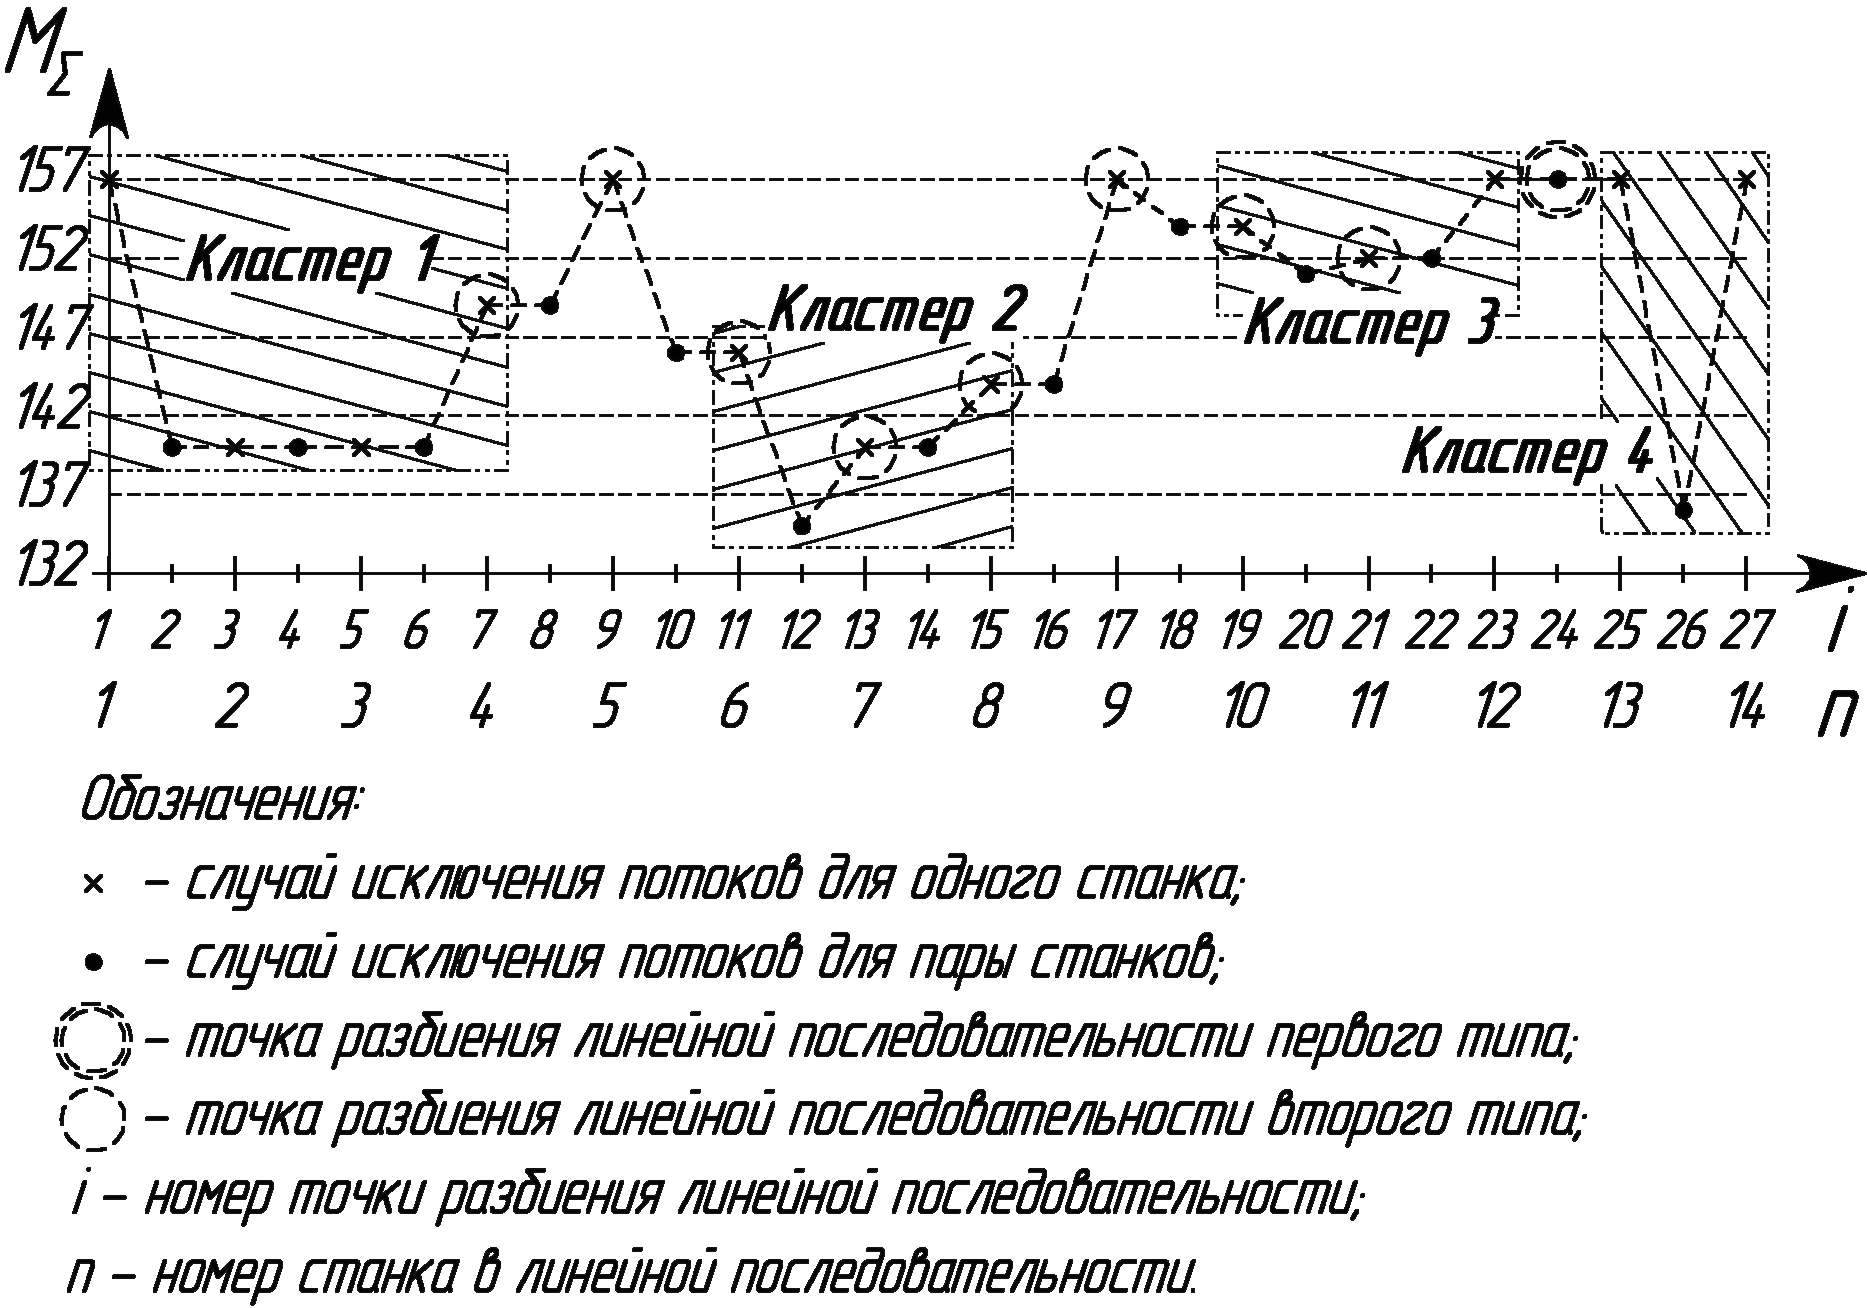 M_Σ
157
152
147
142
137
132
Кластер 1
Кластер 2
Кластер 3
Кластер 4
1 2 3 4 5 6 7 8 9 10 11 12 13 14 15 16 17 18 19 20 21 22 23 24 25 26 27 i
1 2 3 4 5 6 7 8 9 10 11 12 13 14 n
Обозначения:
× – случай исключения потоков для одного станка;
● – случай исключения потоков для пары станков;
– точка разбиения линейной последовательности первого типа;
– точка разбиения линейной последовательности второго типа;
i – номер точки разбиения линейной последовательности;
n – номер станка в линейной последовательности.